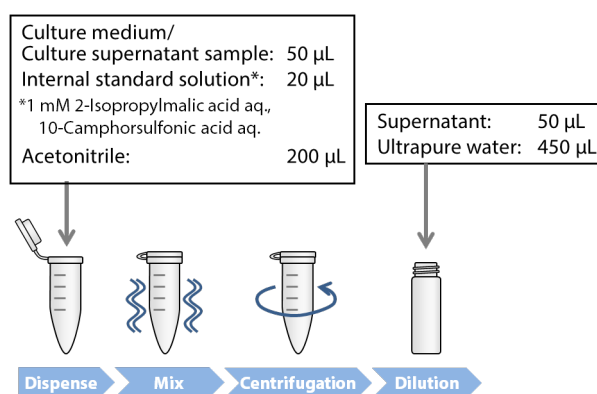 Culture medium/
Culture supernatant sample: 50 µL
Internal standard solution*: 20 µL
*1 mM 2-Isopropylmalic acid aq.,
10-Camphorsulfonic acid aq.
Acetonitrile: 200 µL
Supernatant: 50 µL
Ultrapure water: 450 µL
Dispense Mix Centrifugation Dilution